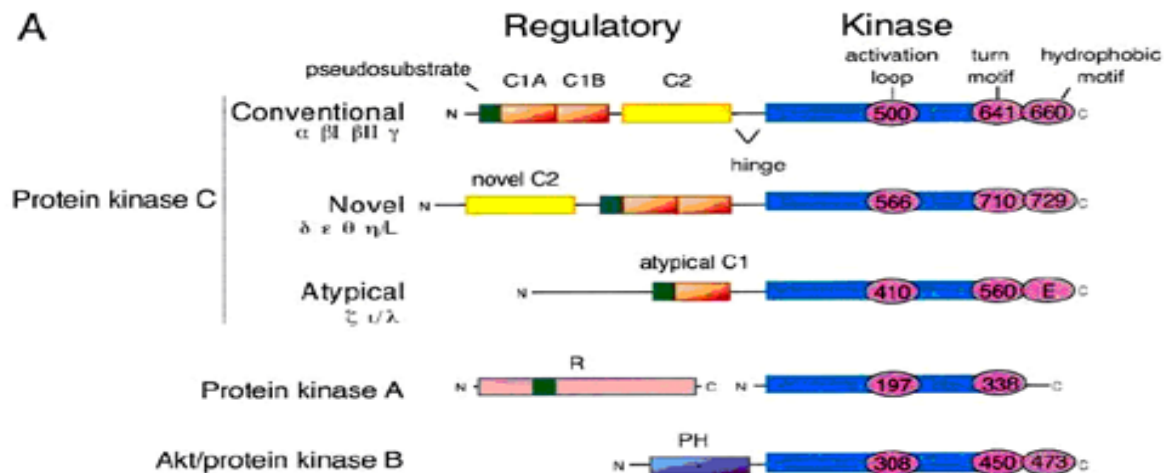 A
Regulatory Kinase
activation loop
turn motif
hydrophobic motif
pseudosubstrate
C1A C1B C2
Conventional
N 500 641 660 C
α βI βII γ
hinge
Protein kinase C
novel C2
Novel
N 566 710 729 C
δ ε θ η/L
atypical C1
Atypical
N 410 560 E C
ζ ι/λ
R
Protein kinase A
N C N 197 338 C
PH
Akt/protein kinase B
N 308 450 473 C